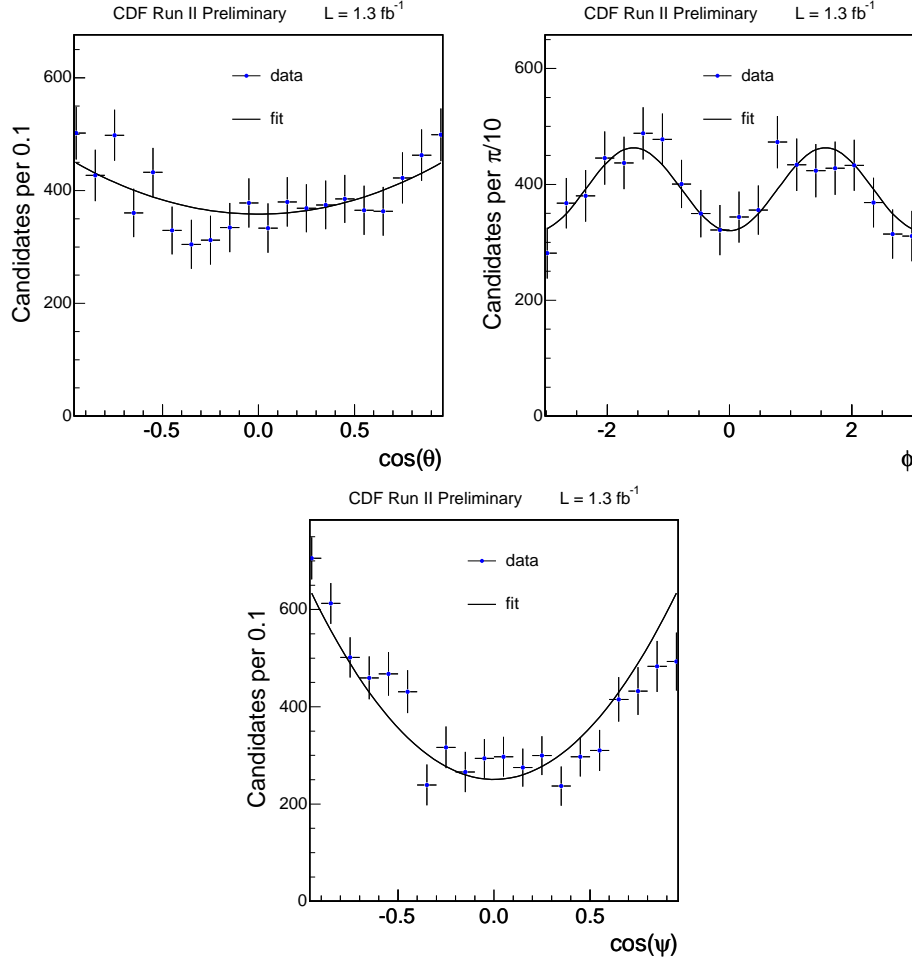 CDF Run II Preliminary L = 1.3 fb⁻¹
data
fit
Candidates per 0.1
600
400
200
0
-0.5 0.0 0.5
cos(θ)
CDF Run II Preliminary L = 1.3 fb⁻¹
data
fit
Candidates per π/10
600
400
200
0
-2 0 2
ϕ
CDF Run II Preliminary L = 1.3 fb⁻¹
data
fit
Candidates per 0.1
600
400
200
0
-0.5 0.0 0.5
cos(ψ)